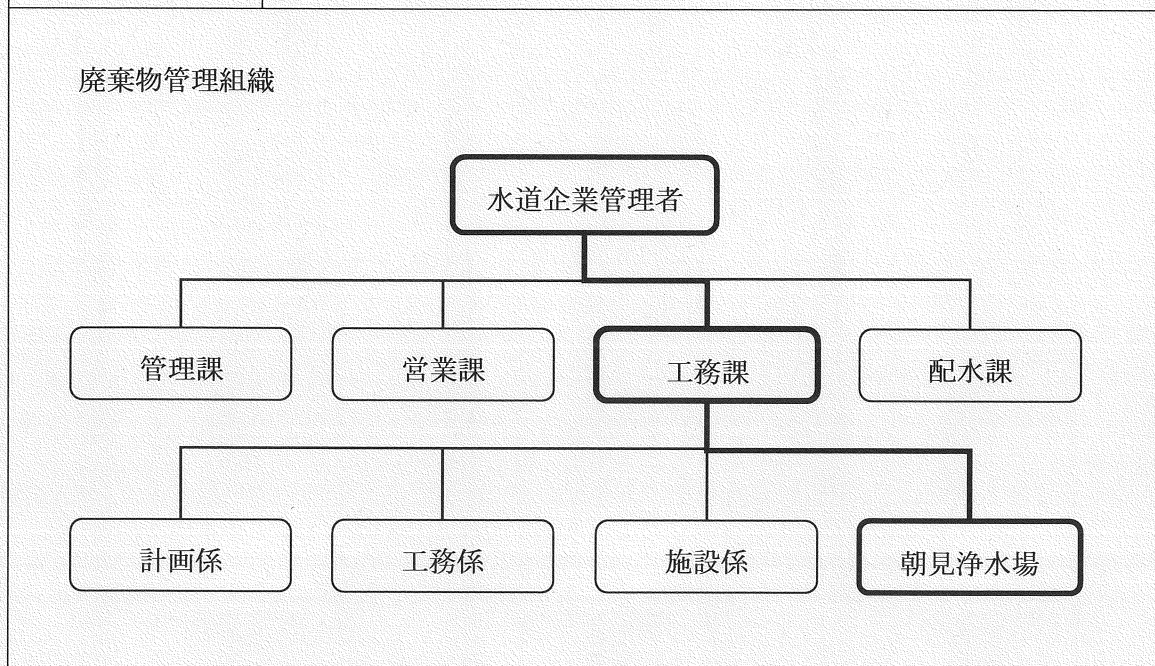 廃棄物管理組織
水道企業管理者
管理課
営業課
工務課
配水課
計画係
工務係
施設係
朝見浄水場